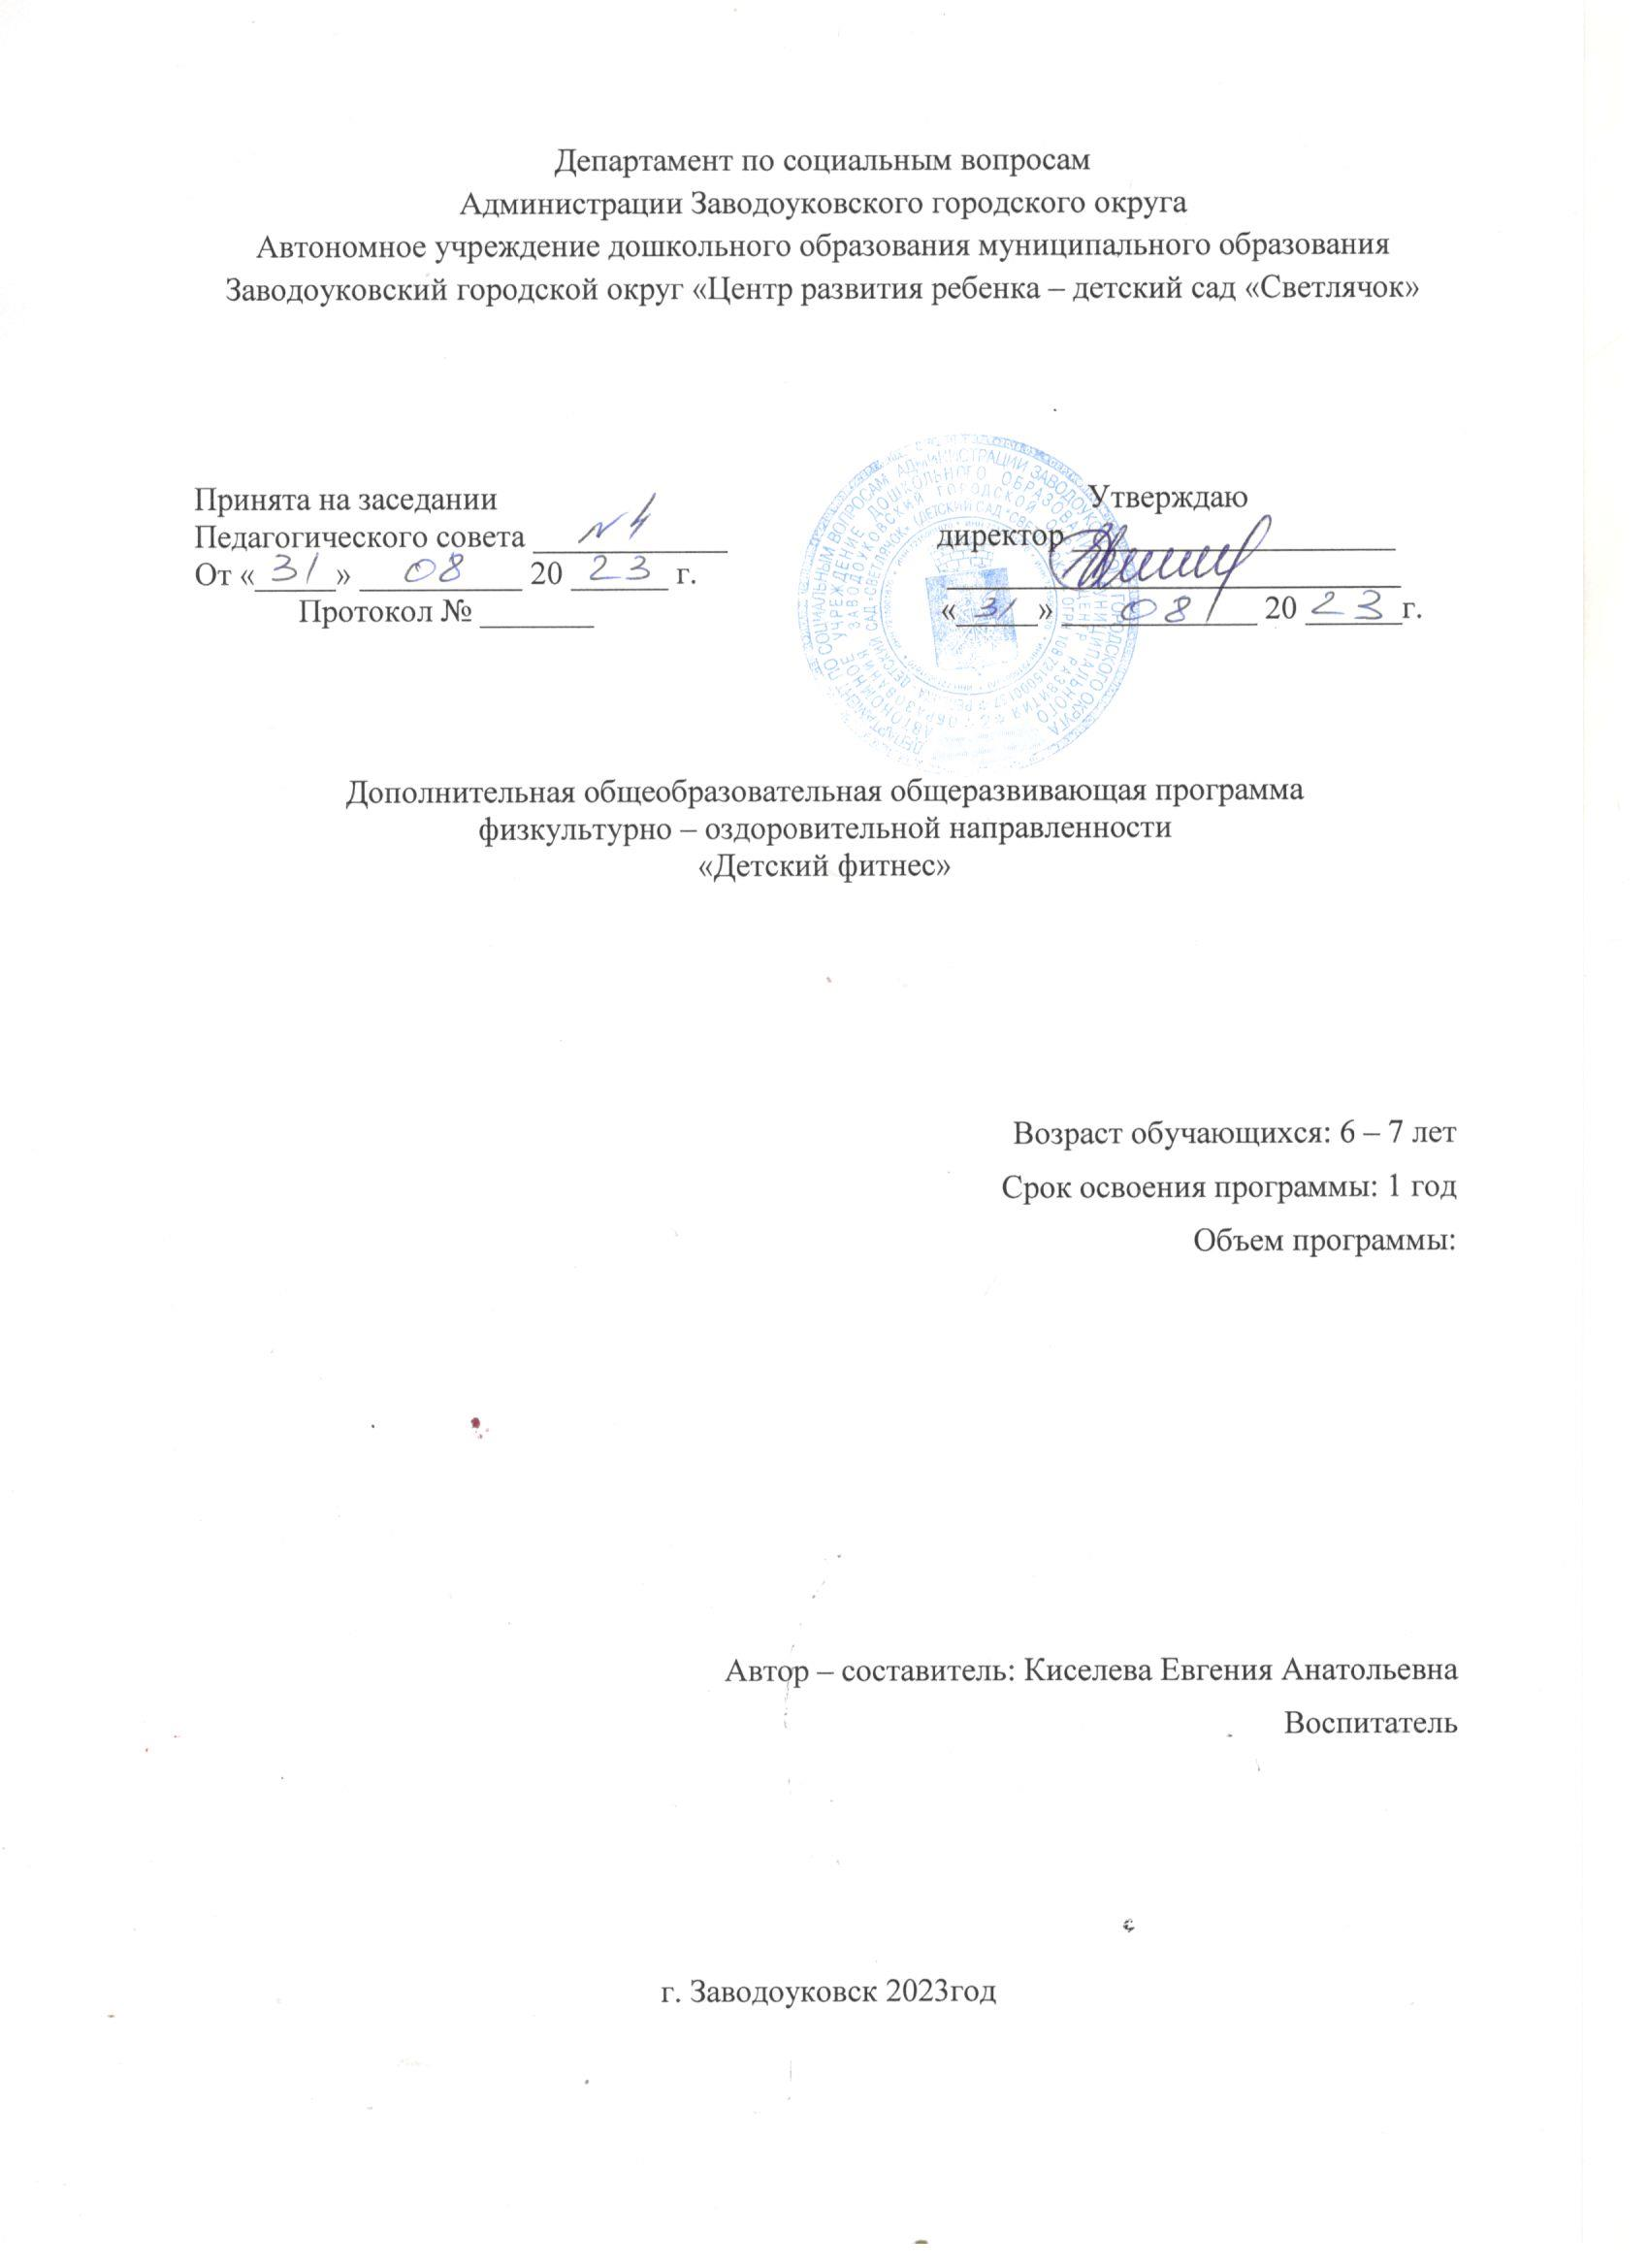 Департамент по социальным вопросам
Администрации Заводоуковского городского округа
Автономное учреждение дошкольного образования муниципального образования
Заводоуковский городской округ «Центр развития ребенка – детский сад «Светлячок»
Принята на заседании
Педагогического совета № 4
От «31» 08 20 23 г.
Протокол № _______
Утверждаю
директор
«31» 08 20 23 г.
Дополнительная общеобразовательная общеразвивающая программа
физкультурно – оздоровительной направленности
«Детский фитнес»
Возраст обучающихся: 6 – 7 лет
Срок освоения программы: 1 год
Объем программы:
Автор – составитель: Киселева Евгения Анатольевна
Воспитатель
г. Заводоуковск 2023год